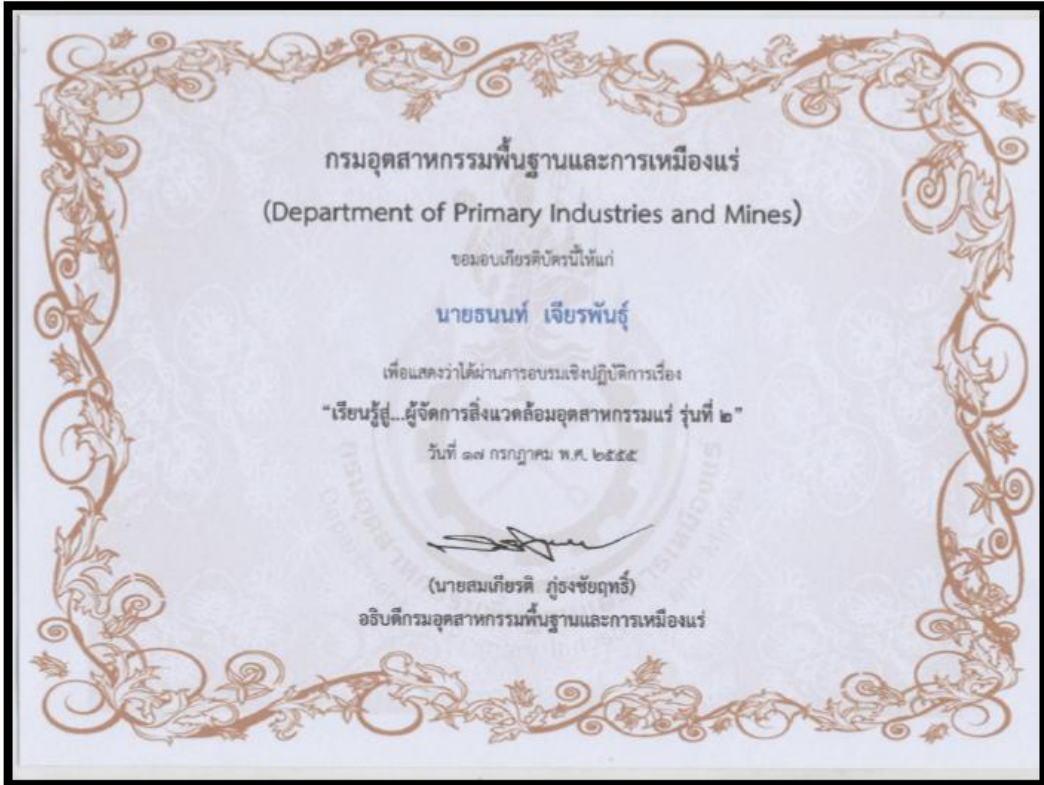 กรมอุตสาหกรรมพื้นฐานและการเหมืองแร่
(Department of Primary Industries and Mines)
ขอมอบเกียรติบัตรนี้ให้แก่
นายธนนท์ เจียรพันธุ์
เพื่อแสดงว่าได้ผ่านการอบรมเชิงปฏิบัติการเรื่อง
"เรียนรู้สู่...ผู้จัดการสิ่งแวดล้อมอุตสาหกรรมแร่ รุ่นที่ ๒"
วันที่ ๑๗ กรกฎาคม พ.ศ. ๒๕๕๕
(นายสมเกียรติ ภู่ธงชัยฤทธิ์)
อธิบดีกรมอุตสาหกรรมพื้นฐานและการเหมืองแร่